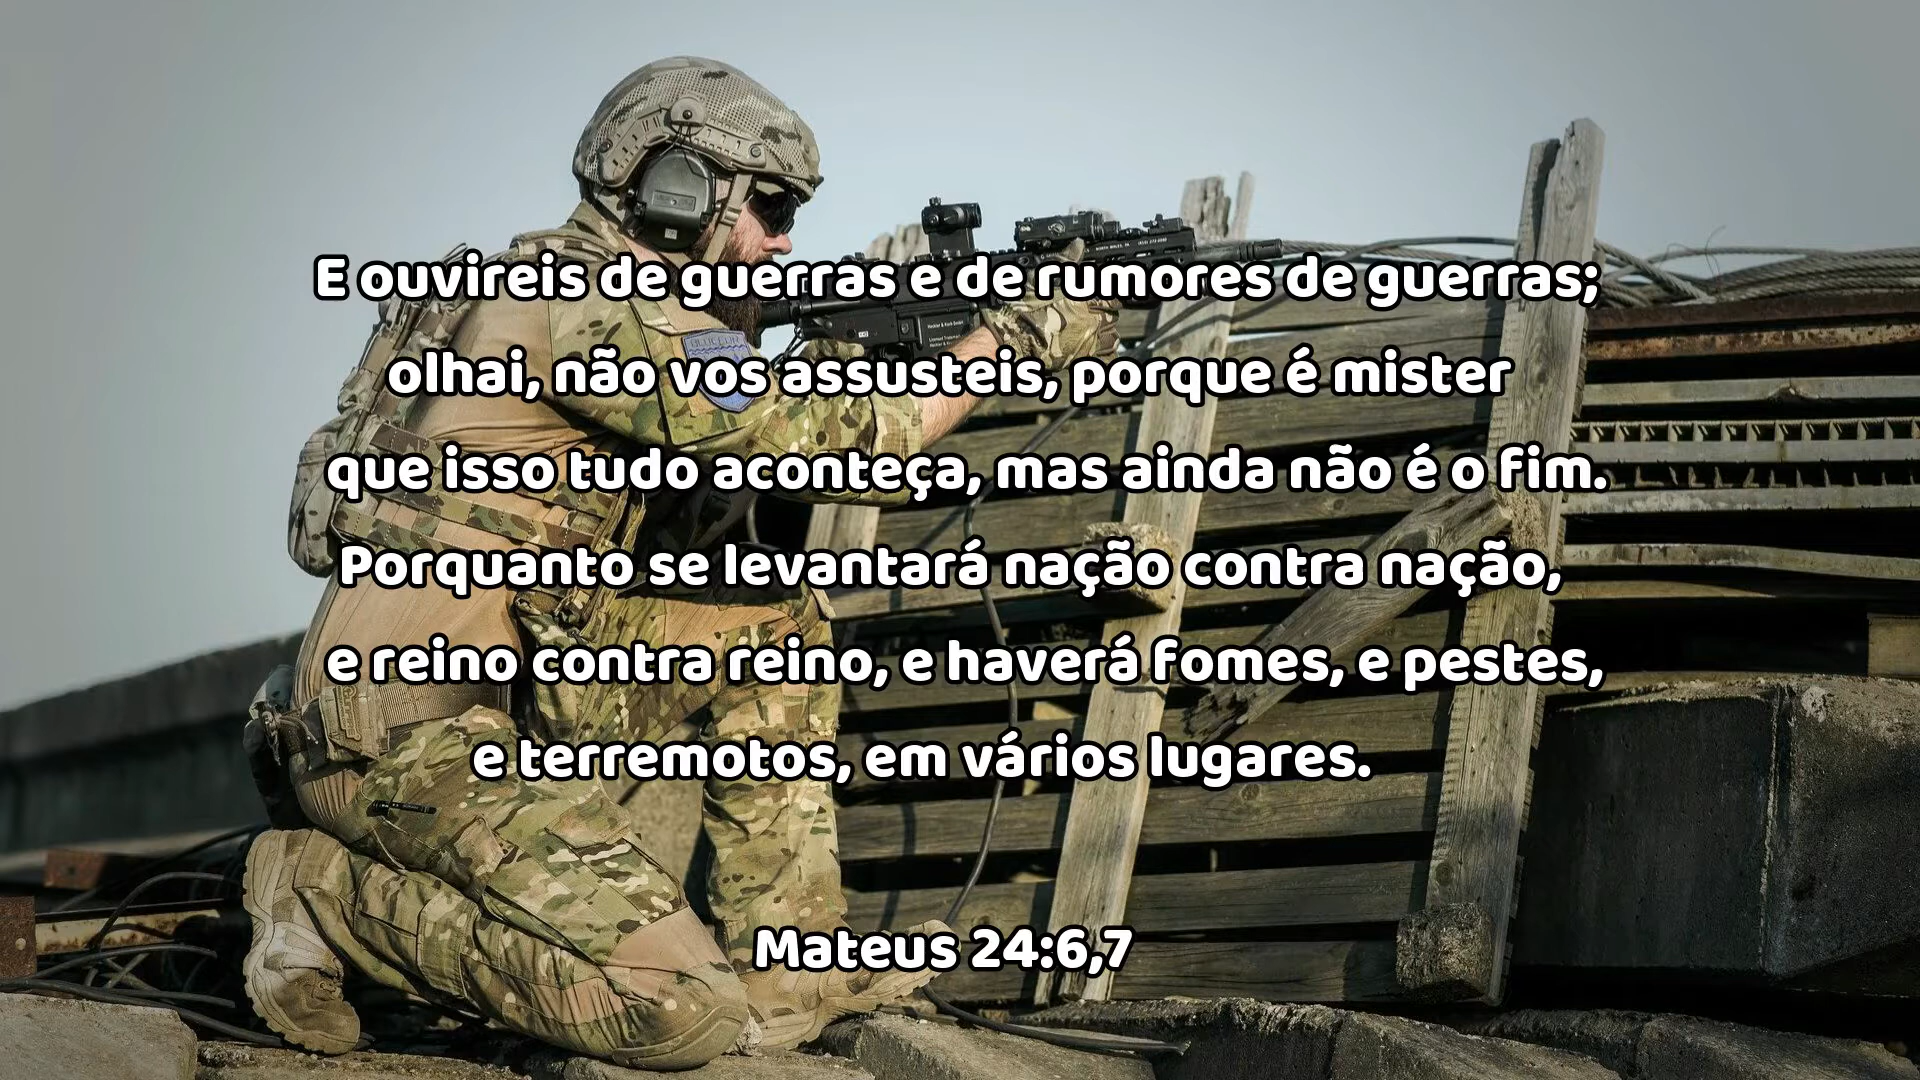 E ouvireis de guerras e de rumores de guerras;
olhai, não vos assusteis, porque é mister
que isso tudo aconteça, mas ainda não é o fim.
Porquanto se levantará nação contra nação,
e reino contra reino, e haverá fomes, e pestes,
e terremotos, em vários lugares.
Mateus 24:6,7